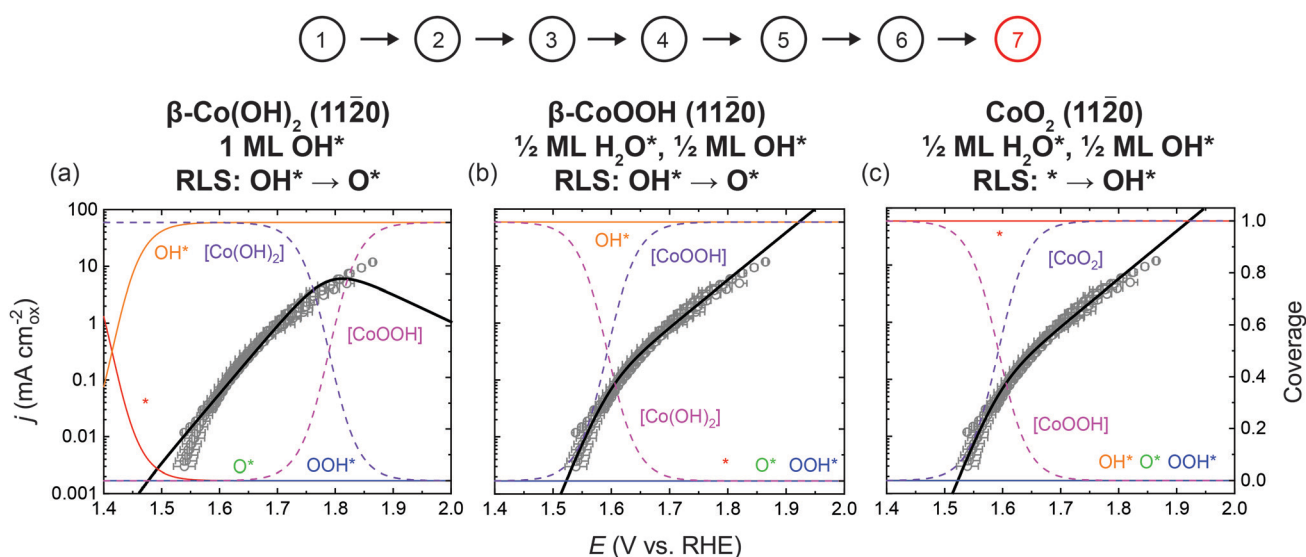 1 → 2 → 3 → 4 → 5 → 6 → 7
β-Co(OH)₂ (112̅0)
1 ML OH*
RLS: OH* → O*
(a)
100
10
1
0.1
0.01
0.001
j (mA cm⁻²ₒₓ)
OH*
[Co(OH)₂]
[CoOOH]
*
O*
OOH*
1.4 1.5 1.6 1.7 1.8 1.9 2.0
β-CoOOH (112̅0)
½ ML H₂O*, ½ ML OH*
RLS: OH* → O*
(b)
OH*
[CoOOH]
[Co(OH)₂]
* O* OOH*
1.4 1.5 1.6 1.7 1.8 1.9 2.0
E (V vs. RHE)
CoO₂ (112̅0)
½ ML H₂O*, ½ ML OH*
RLS: * → OH*
(c)
*
[CoO₂]
[CoOOH]
OH* O* OOH*
1.4 1.5 1.6 1.7 1.8 1.9 2.0
1.0
0.8
0.6
0.4
0.2
0.0
Coverage